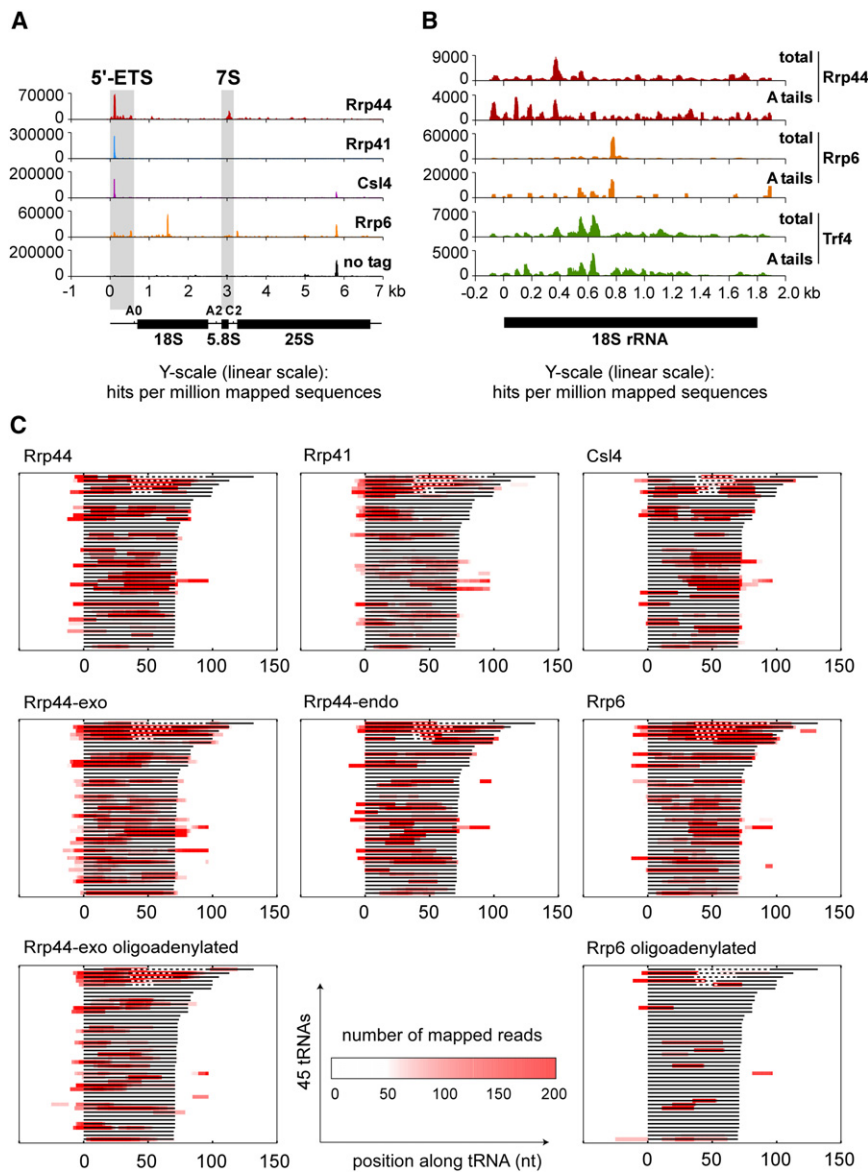 A
5'-ETS 7S
70000
0
Rrp44
300000
0
Rrp41
45000
0
Csl4
60000
0
Rrp6
200000
0
no tag
-1 0 1 2 3 4 5 6 7 kb
A0 A2 C2
18S 5.8S 25S
Y-scale (linear scale):
hits per million mapped sequences
B
9000
0
total
4000
0
A tails
Rrp44
60000
0
total
20000
0
A tails
Rrp6
7000
0
total
5000
0
A tails
Trf4
-0.2 0 0.2 0.4 0.6 0.8 1.0 1.2 1.4 1.6 1.8 2.0 kb
18S rRNA
Y-scale (linear scale):
hits per million mapped sequences
C
Rrp44
0 50 100 150
Rrp41
0 50 100 150
Csl4
0 50 100 150
Rrp44-exo
0 50 100 150
Rrp44-endo
0 50 100 150
Rrp6
0 50 100 150
Rrp44-exo oligoadenylated
0 50 100 150
45 tRNAs
number of mapped reads
0 50 100 150 200
position along tRNA (nt)
Rrp6 oligoadenylated
0 50 100 150